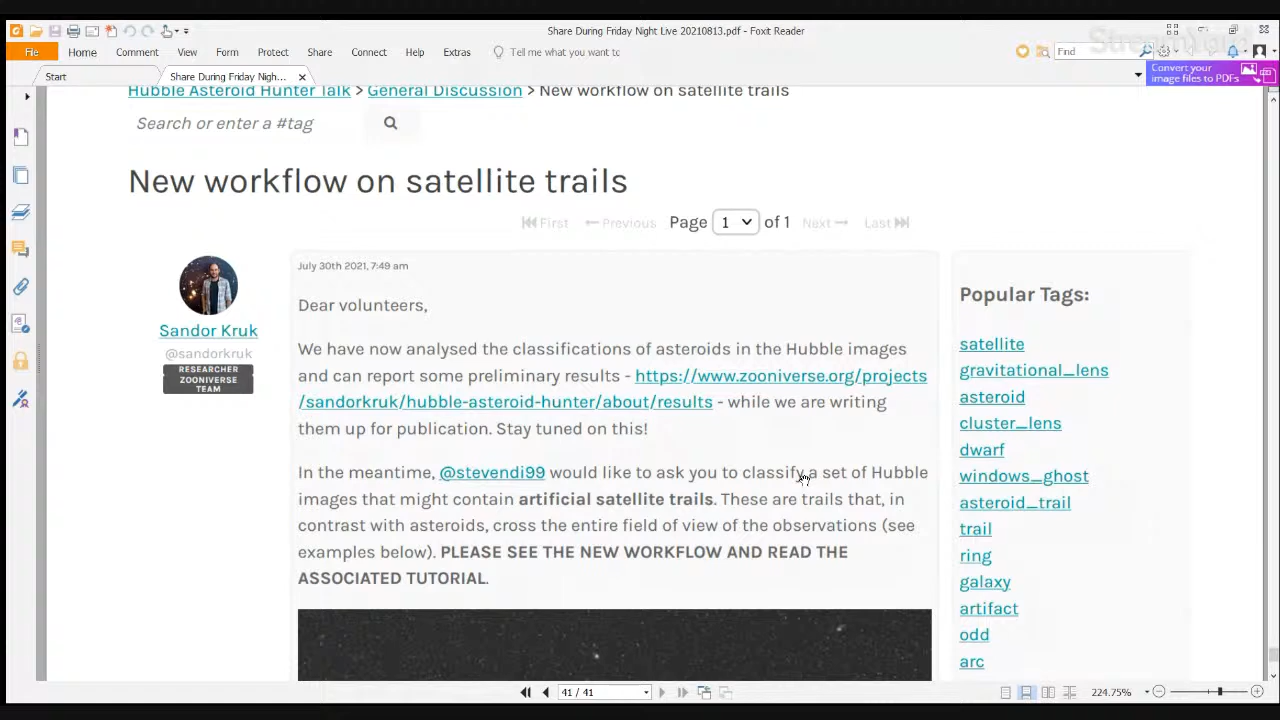 Share During Friday Night Live 20210813.pdf - Foxit Reader
File Home Comment View Form Protect Share Connect Help Extras Tell me what you want to Find
Start Share During Friday Nigh... Convert your
image files to PDFs
Hubble Asteroid Hunter Talk > General Discussion > New workflow on satellite trails
Search or enter a #tag
New workflow on satellite trails
First Previous Page 1 of 1 Next Last
July 30th 2021, 7:49 am
Sandor Kruk
@sandorkruk
RESEARCHER
ZOONIVERSE
TEAM
Dear volunteers,
We have now analysed the classifications of asteroids in the Hubble images
and can report some preliminary results - https://www.zooniverse.org/projects
/sandorkruk/hubble-asteroid-hunter/about/results - while we are writing
them up for publication. Stay tuned on this!
In the meantime, @stevendi99 would like to ask you to classify a set of Hubble
images that might contain artificial satellite trails. These are trails that, in
contrast with asteroids, cross the entire field of view of the observations (see
examples below). PLEASE SEE THE NEW WORKFLOW AND READ THE
ASSOCIATED TUTORIAL.
Popular Tags:
satellite
gravitational_lens
asteroid
cluster_lens
dwarf
windows_ghost
asteroid_trail
trail
ring
galaxy
artifact
odd
arc
41 / 41 224.75%